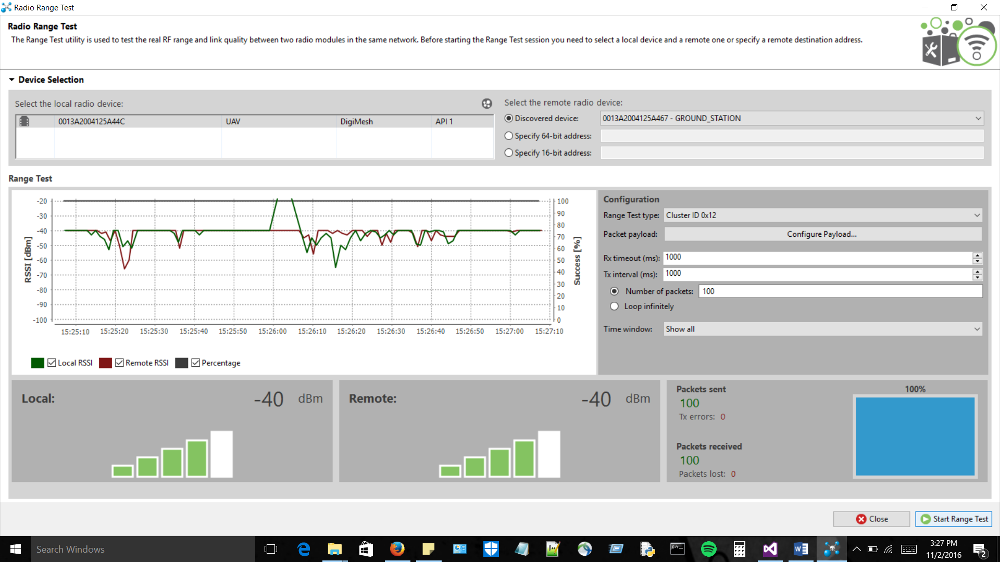 Radio Range Test
Radio Range Test
The Range Test utility is used to test the real RF range and link quality between two radio modules in the same network. Before starting the Range Test session you need to select a local device and a remote one or specify a remote destination address.
Device Selection
Select the local radio device:
0013A2004125A44C UAV DigiMesh API 1
Select the remote radio device:
Discovered device: 0013A2004125A467 - GROUND_STATION
Specify 64-bit address:
Specify 16-bit address:
Range Test
RSSI [dBm]
-20
-30
-40
-50
-60
-70
-80
-90
-100
100
90
80
70
60
50
40
30
20
10
0
Success [%]
15:25:10 15:25:20 15:25:30 15:25:40 15:25:50 15:26:00 15:26:10 15:26:20 15:26:30 15:26:40 15:26:50 15:27:00 15:27:10
Local RSSI Remote RSSI Percentage
Configuration
Range Test type: Cluster ID 0x12
Packet payload: Configure Payload...
Rx timeout (ms): 1000
Tx interval (ms): 1000
Number of packets: 100
Loop infinitely
Time window: Show all
Local: -40 dBm
Remote: -40 dBm
Packets sent
100
Tx errors: 0
Packets received
100
Packets lost: 0
100%
Close
Start Range Test
Search Windows
3:27 PM
11/2/2016
2